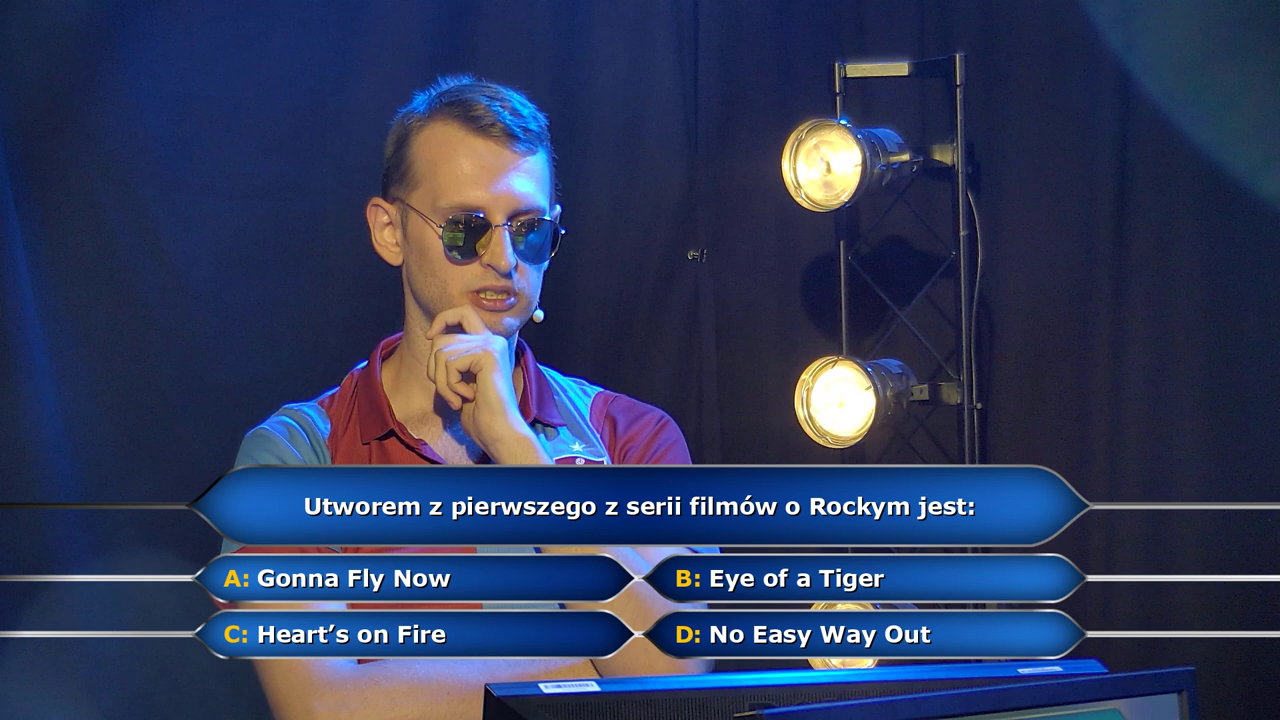 Utworem z pierwszego z serii filmów o Rockym jest:
A: Gonna Fly Now
B: Eye of a Tiger
C: Heart’s on Fire
D: No Easy Way Out